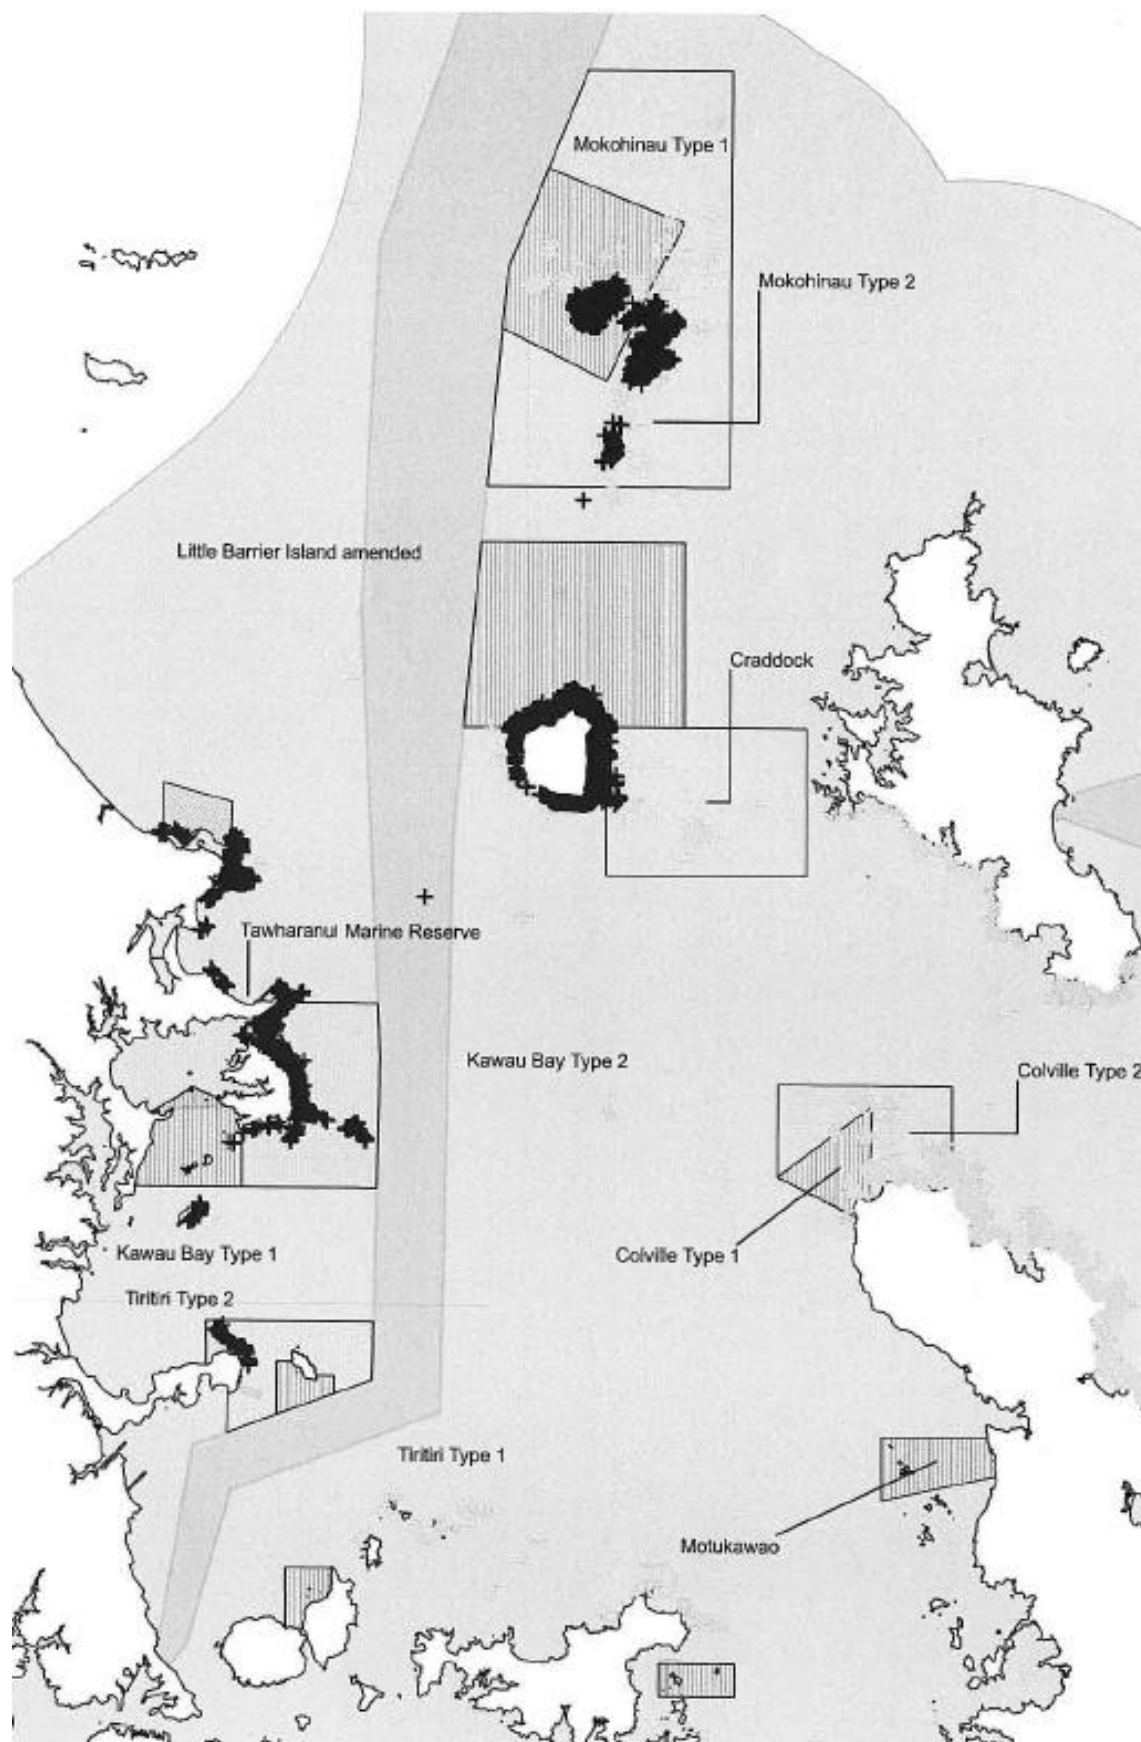 Mokohinau Type 1
Mokohinau Type 2
Little Barrier Island amended
Craddock
Tawharanui Marine Reserve
Kawau Bay Type 2
Colville Type 2
Kawau Bay Type 1
Colville Type 1
Tiritiri Type 2
Tiritiri Type 1
Motukawao